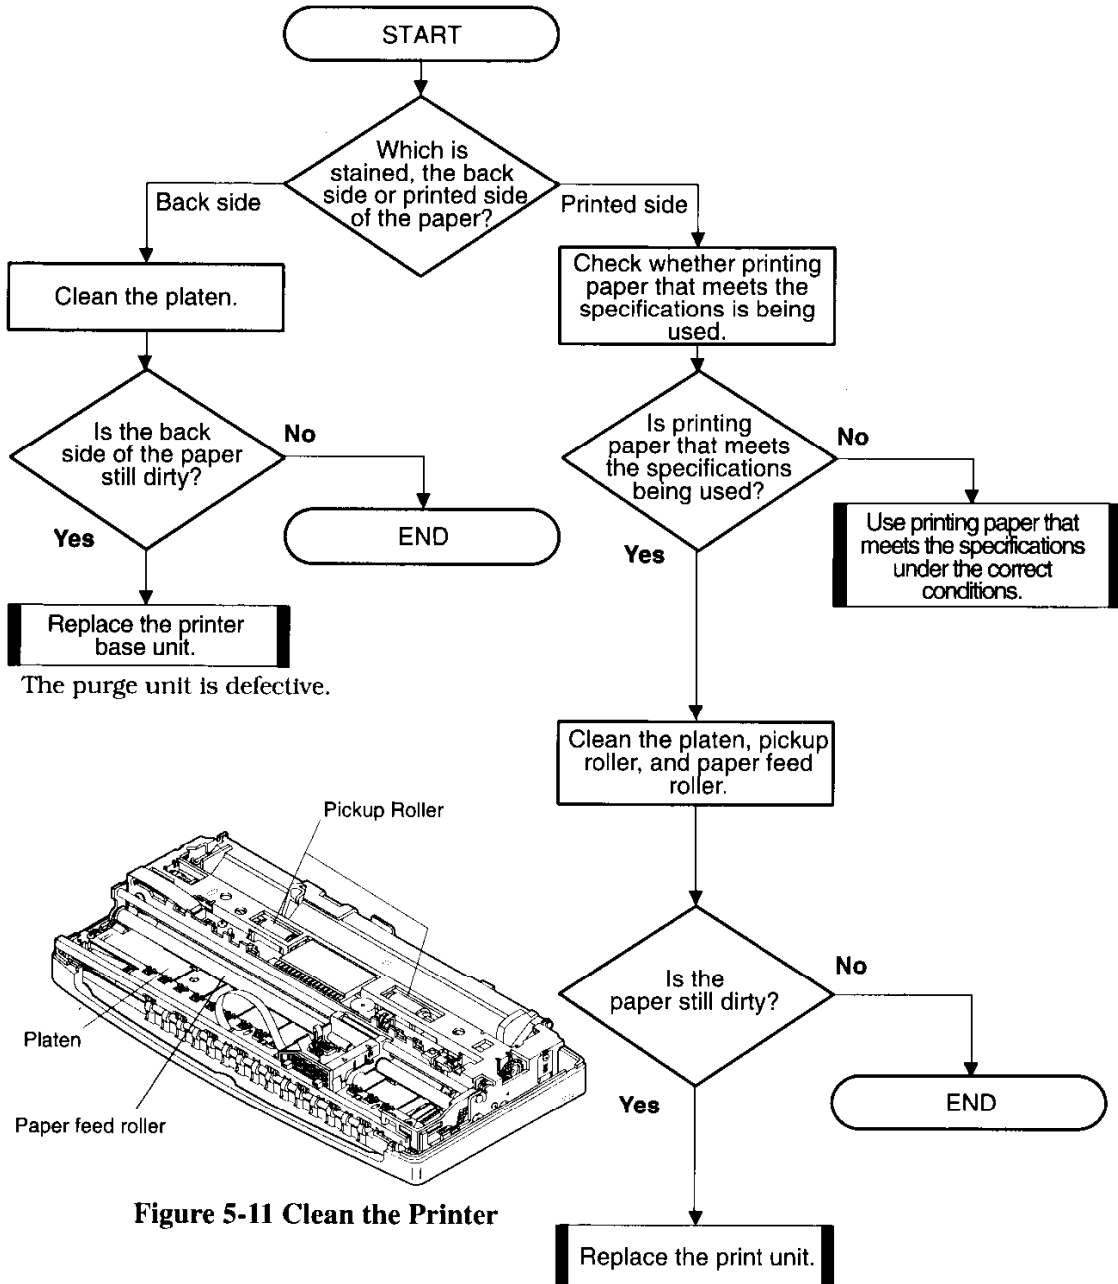 START
Which is
stained, the back
side or printed side
of the paper?
Back side
Printed side
Clean the platen.
Check whether printing
paper that meets the
specifications is being
used.
Is the back
side of the paper
still dirty?
No
Yes
END
Replace the printer
base unit.
The purge unit is defective.
Is printing
paper that meets
the specifications
being used?
No
Yes
Use printing paper that
meets the specifications
under the correct
conditions.
Clean the platen, pickup
roller, and paper feed
roller.
Is the
paper still dirty?
No
Yes
END
Replace the print unit.
Pickup Roller
Platen
Paper feed roller
Figure 5-11 Clean the Printer